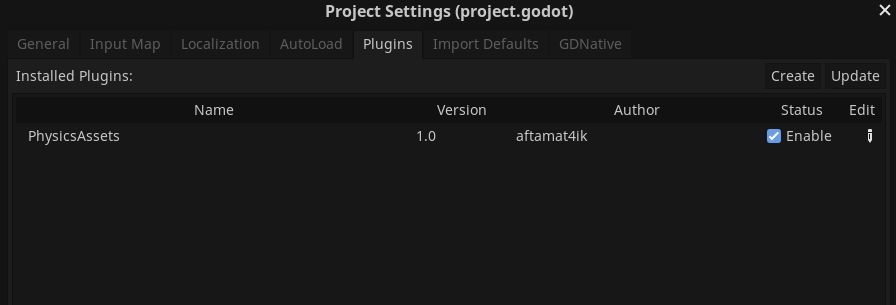 Project Settings (project.godot)
General Input Map Localization AutoLoad Plugins Import Defaults GDNative
Installed Plugins: Create Update
Name Version Author Status Edit
PhysicsAssets 1.0 aftamat4ik Enable